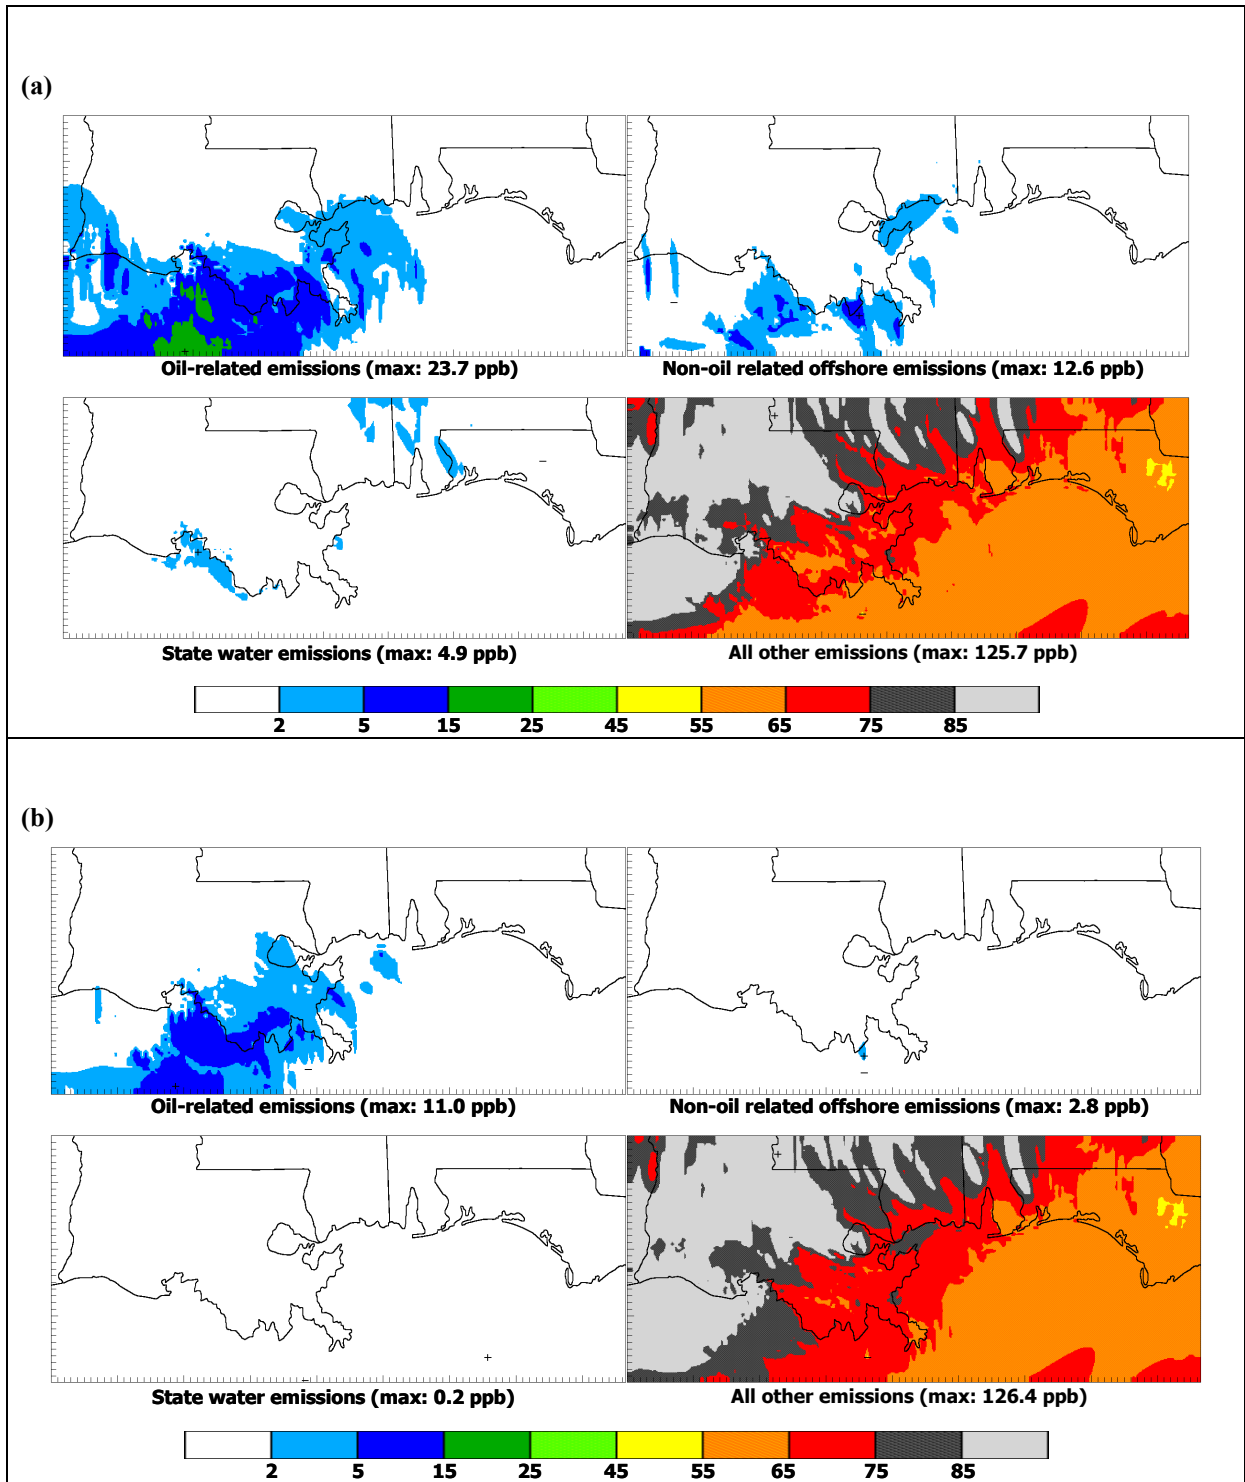 (a)
Oil-related emissions (max: 23.7 ppb)
Non-oil related offshore emissions (max: 12.6 ppb)
State water emissions (max: 4.9 ppb)
All other emissions (max: 125.7 ppb)
2 5 15 25 45 55 65 75 85
(b)
Oil-related emissions (max: 11.0 ppb)
Non-oil related offshore emissions (max: 2.8 ppb)
State water emissions (max: 0.2 ppb)
All other emissions (max: 126.4 ppb)
2 5 15 25 45 55 65 75 85